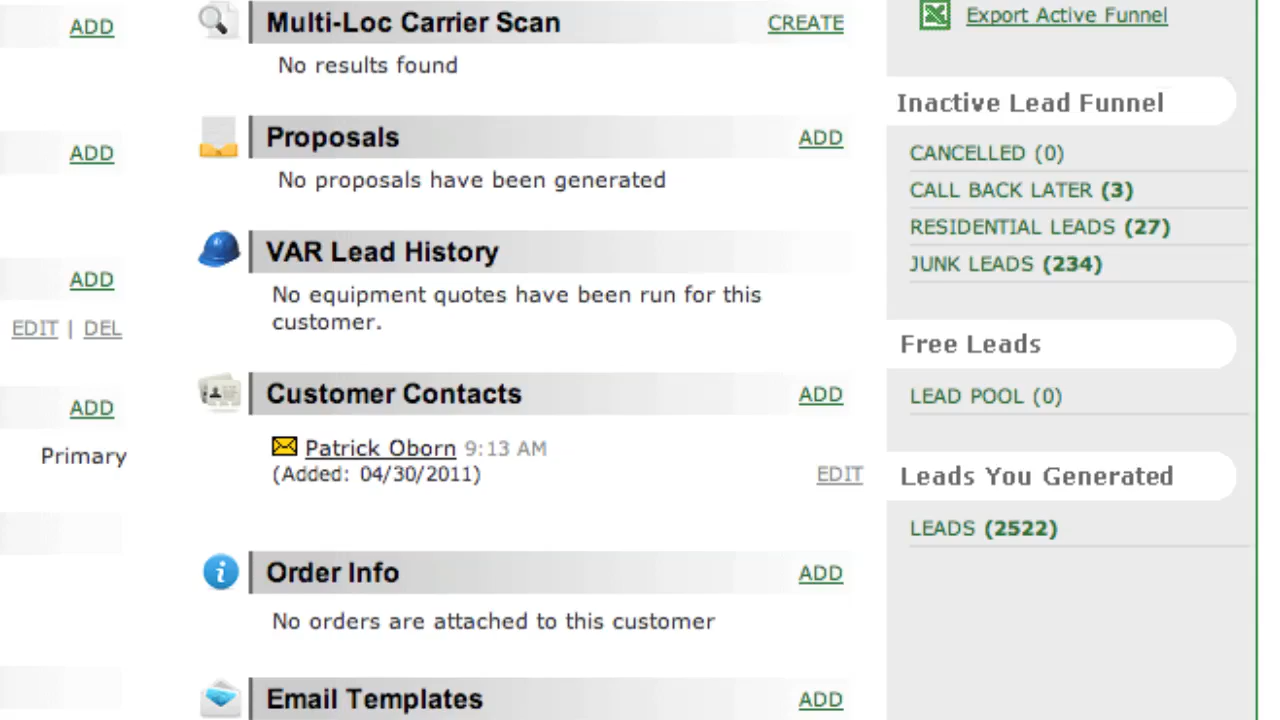 ADD
ADD
ADD
EDIT | DEL
ADD
Primary
Multi-Loc Carrier Scan CREATE
No results found
Proposals ADD
No proposals have been generated
VAR Lead History
No equipment quotes have been run for this
customer.
Customer Contacts ADD
Patrick Oborn 9:13 AM
(Added: 04/30/2011) EDIT
Order Info ADD
No orders are attached to this customer
Email Templates ADD
Export Active Funnel
Inactive Lead Funnel
CANCELLED (0)
CALL BACK LATER (3)
RESIDENTIAL LEADS (27)
JUNK LEADS (234)
Free Leads
LEAD POOL (0)
Leads You Generated
LEADS (2522)